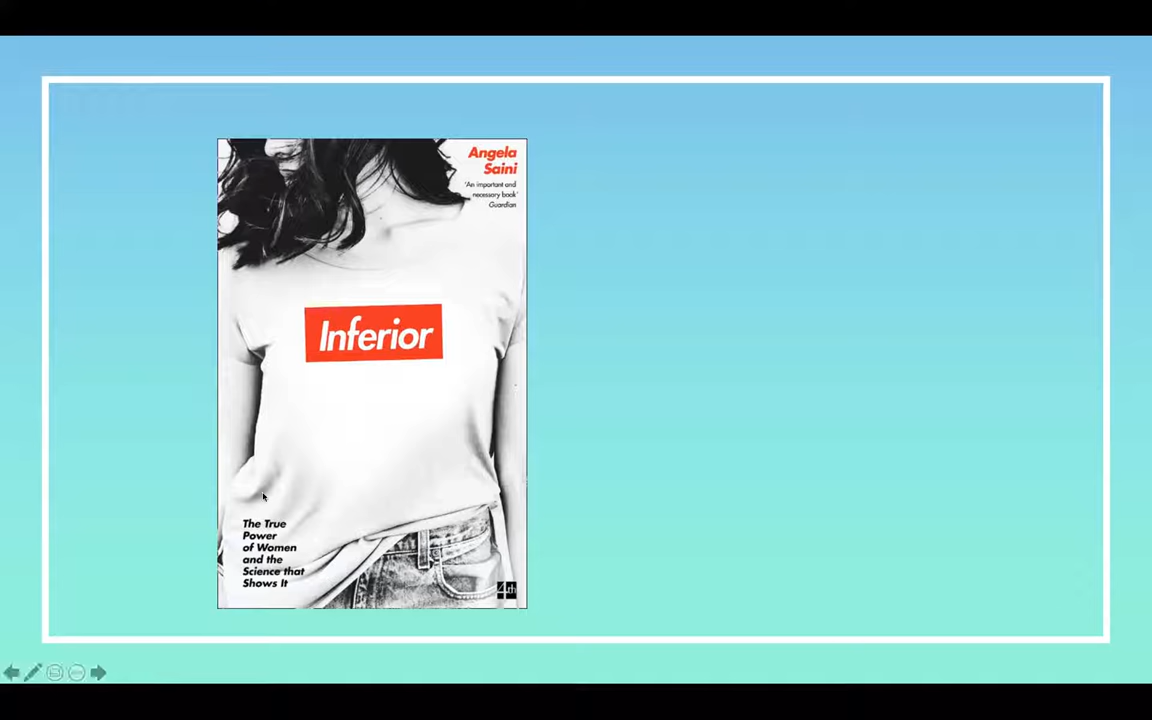 Angela
Saini
'An important and
necessary book'
Guardian
Inferior
The True
Power
of Women
and the
Science that
Shows It
4th